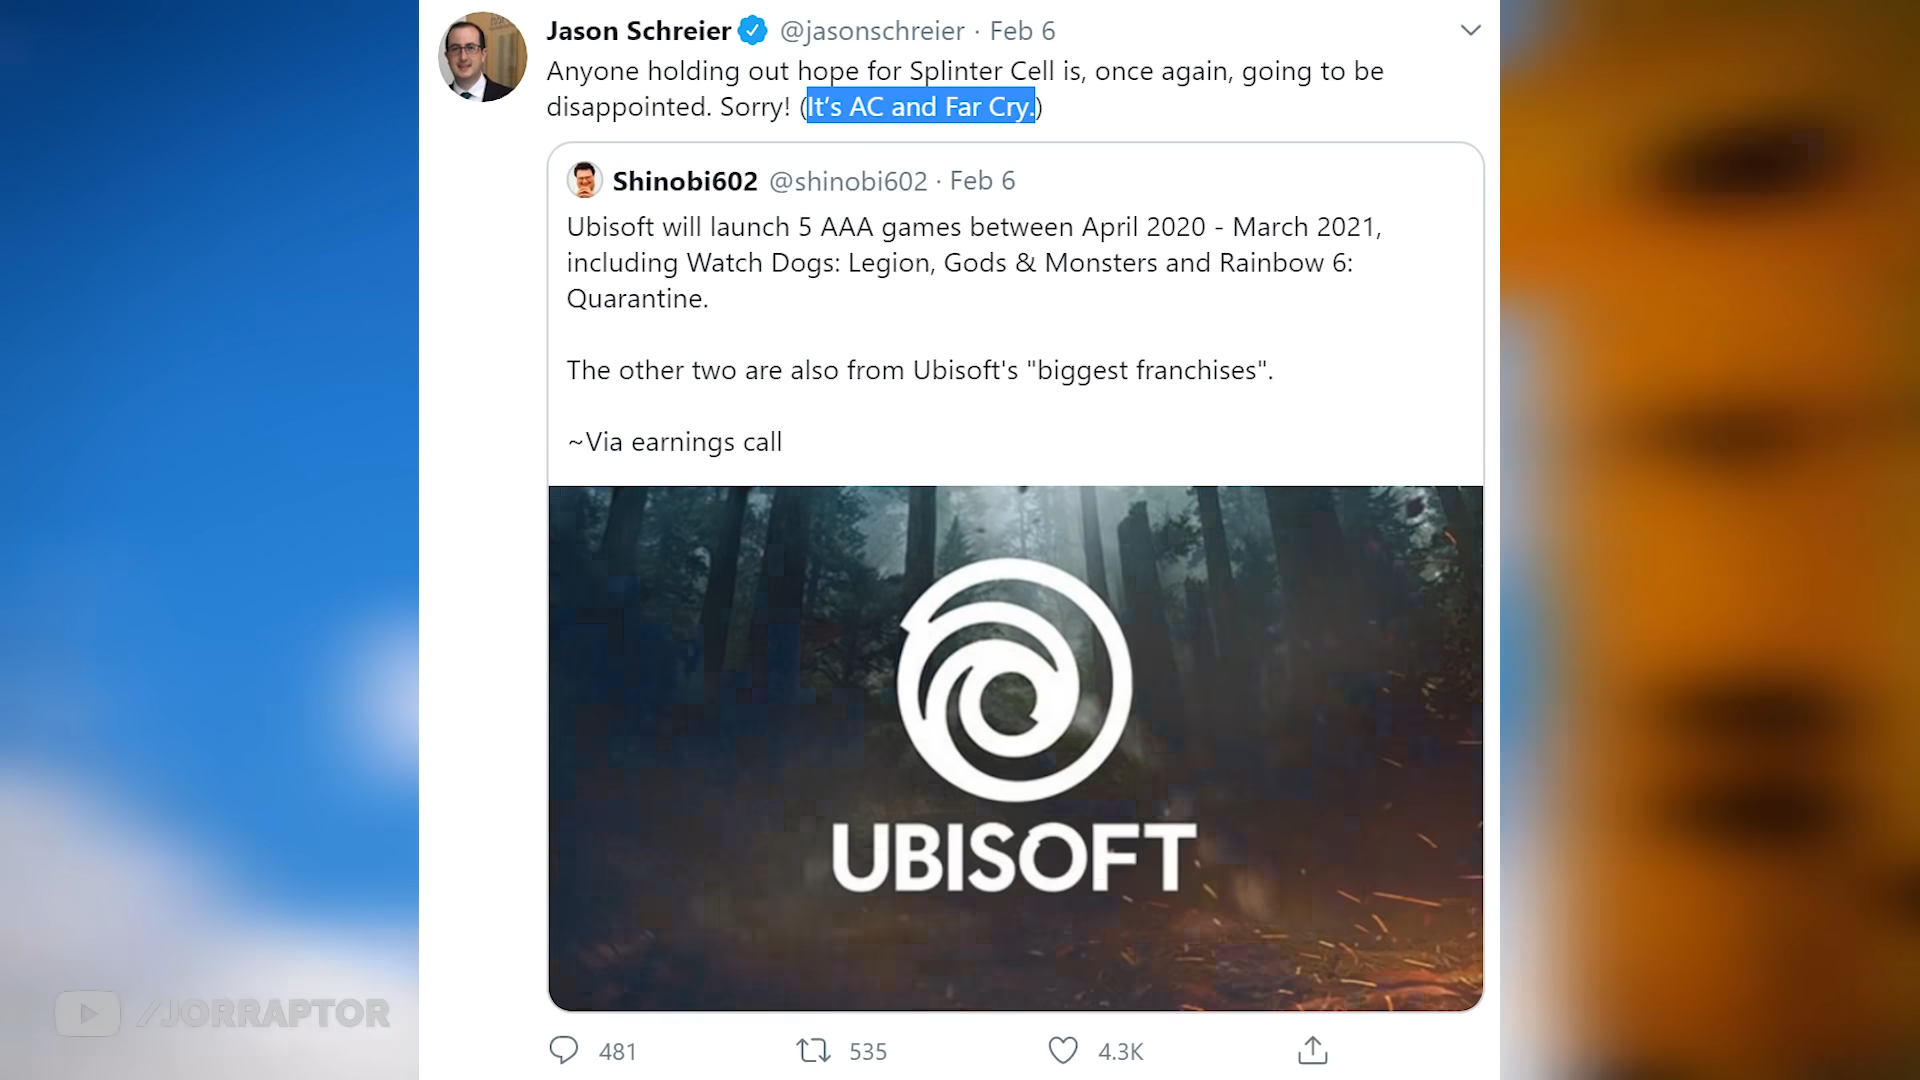 Jason Schreier @jasonschreier · Feb 6
Anyone holding out hope for Splinter Cell is, once again, going to be
disappointed. Sorry! (It's AC and Far Cry.)
Shinobi602 @shinobi602 · Feb 6
Ubisoft will launch 5 AAA games between April 2020 - March 2021,
including Watch Dogs: Legion, Gods & Monsters and Rainbow 6:
Quarantine.
The other two are also from Ubisoft's "biggest franchises".
~Via earnings call
UBISOFT
/JORRAPTOR
481 535 4.3K